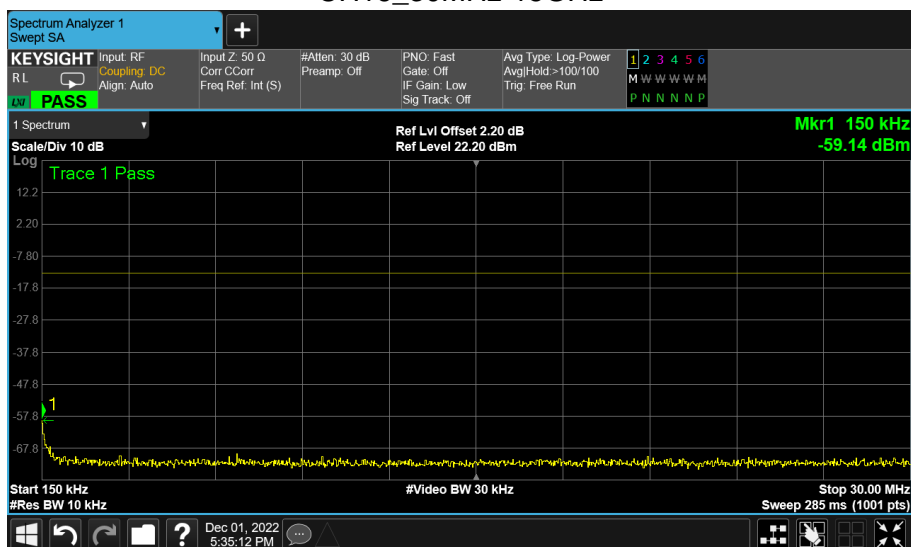 Spectrum Analyzer 1
Swept SA
KEYSIGHT
RL
LXI
PASS
Input: RF
Coupling: DC
Align: Auto
Input Z: 50 Ω
Corr CCorr
Freq Ref: Int (S)
#Atten: 30 dB
Preamp: Off
PNO: Fast
Gate: Off
IF Gain: Low
Sig Track: Off
Avg Type: Log-Power
Avg|Hold:>100/100
Trig: Free Run
1 2 3 4 5 6
M W W W W M
P N N N N P
1 Spectrum
Scale/Div 10 dB
Ref Lvl Offset 2.20 dB
Ref Level 22.20 dBm
Mkr1 150 kHz
-59.14 dBm
Log
Trace 1 Pass
12.2
2.20
-7.80
-17.8
-27.8
-37.8
-47.8
1
-57.8
-67.8
Start 150 kHz
#Res BW 10 kHz
#Video BW 30 kHz
Stop 30.00 MHz
Sweep 285 ms (1001 pts)
?
Dec 01, 2022
5:35:12 PM